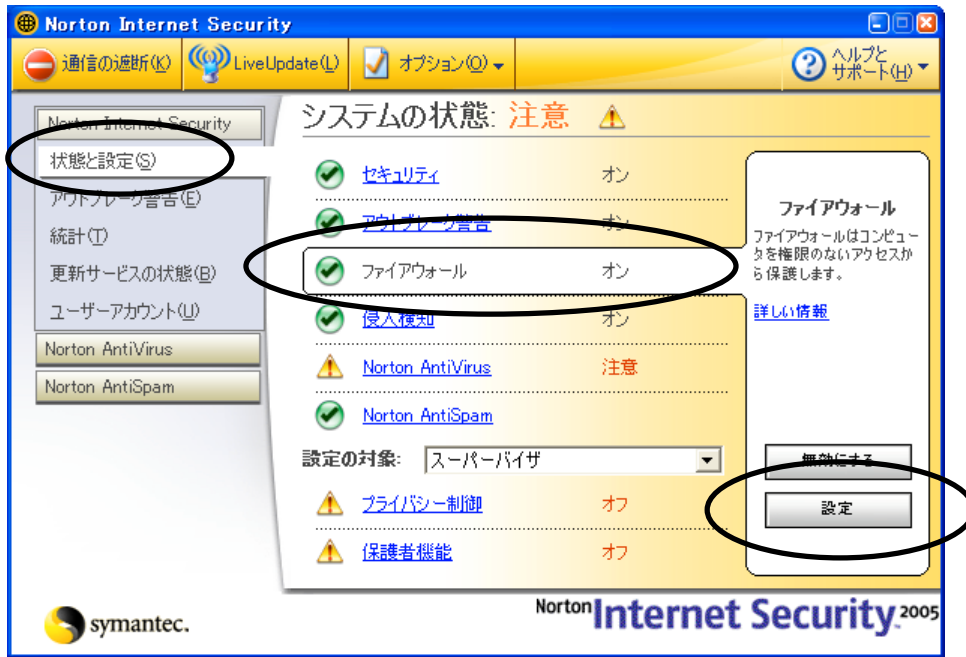 Norton Internet Security
通信の遮断(K) LiveUpdate(L) オプション(O) ヘルプとサポート(H)
Norton Internet Security
状態と設定(S)
アウトブレーク警告(E)
統計(T)
更新サービスの状態(B)
ユーザーアカウント(U)
Norton AntiVirus
Norton AntiSpam
システムの状態: 注意
セキュリティ オン
アウトブレーク警告 オン
ファイアウォール オン
侵入検知 オン
Norton AntiVirus 注意
Norton AntiSpam
設定の対象: スーパーバイザ
プライバシー制御 オフ
保護者機能 オフ
ファイアウォール
ファイアウォールはコンピュー
タを権限のないアクセスか
ら保護します。
詳しい情報
無効にする
設定
symantec.
Norton Internet Security 2005